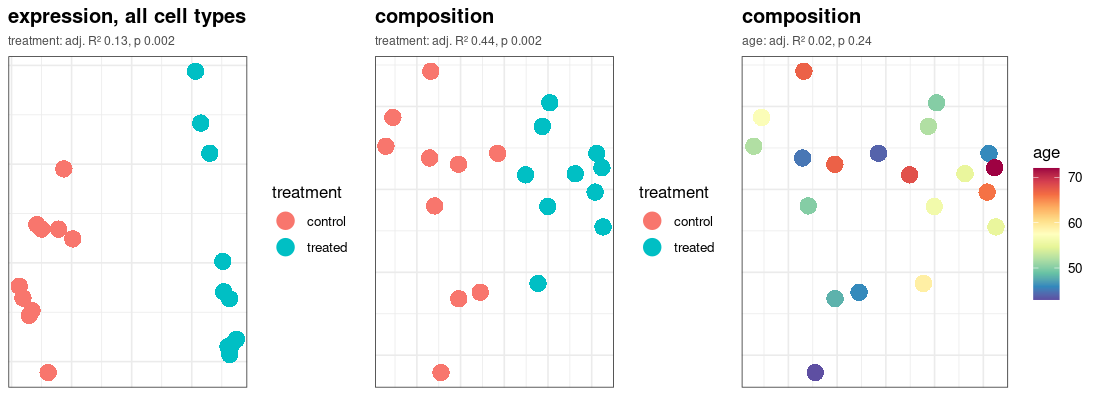 expression, all cell types
treatment: adj. R² 0.13, p 0.002
treatment
control
treated
composition
treatment: adj. R² 0.44, p 0.002
treatment
control
treated
composition
age: adj. R² 0.02, p 0.24
age
70
60
50